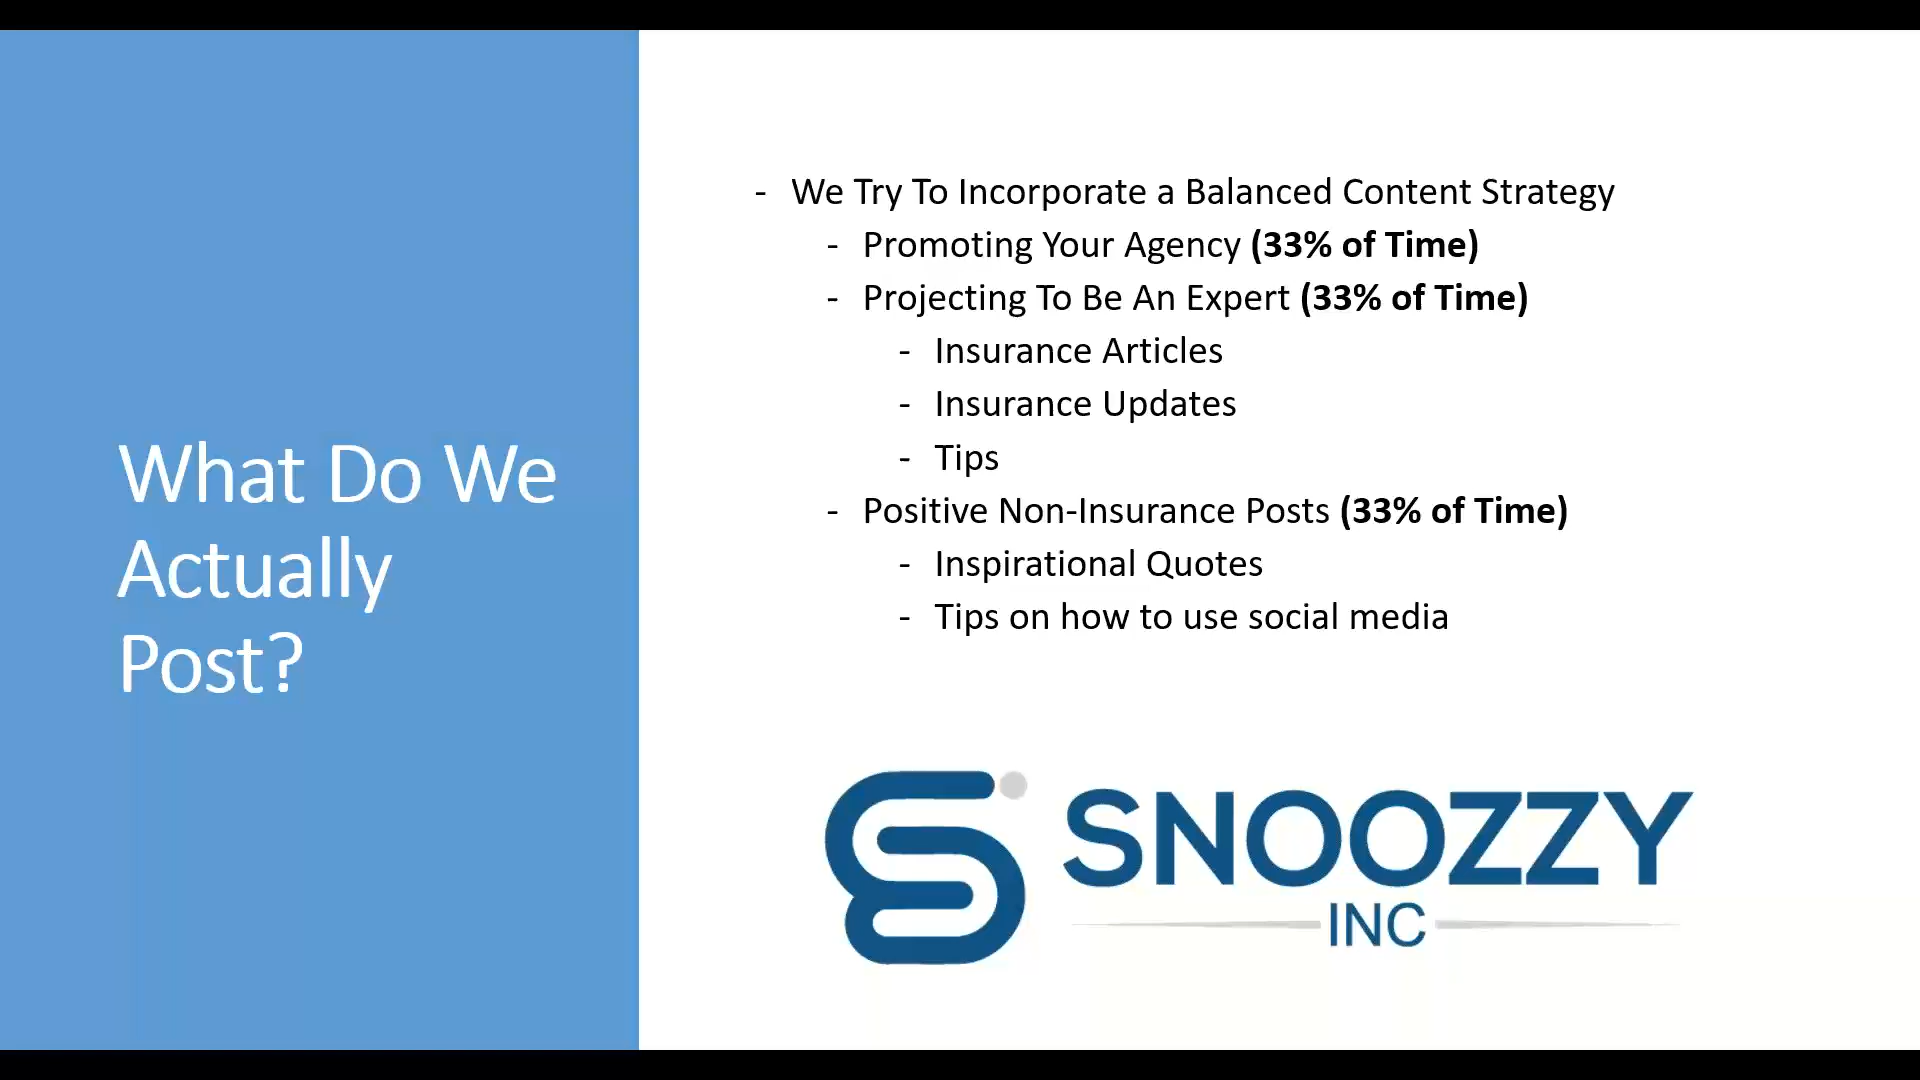 What Do We
Actually
Post?
- We Try To Incorporate a Balanced Content Strategy
- Promoting Your Agency (33% of Time)
- Projecting To Be An Expert (33% of Time)
- Insurance Articles
- Insurance Updates
- Tips
- Positive Non-Insurance Posts (33% of Time)
- Inspirational Quotes
- Tips on how to use social media
SNOOZZY
INC